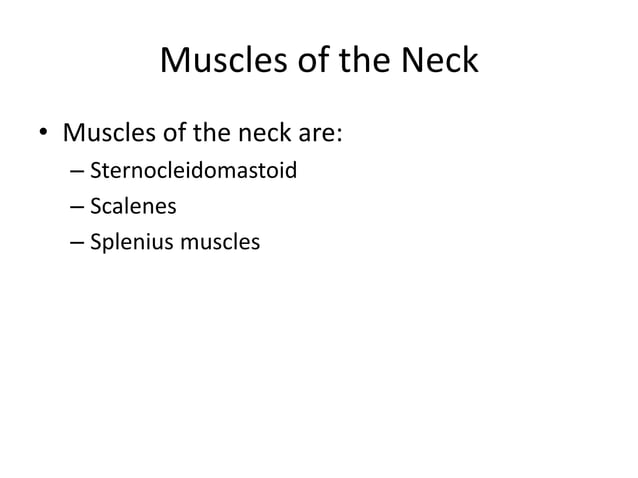 Muscles of the Neck
• Muscles of the neck are:
– Sternocleidomastoid
– Scalenes
– Splenius muscles